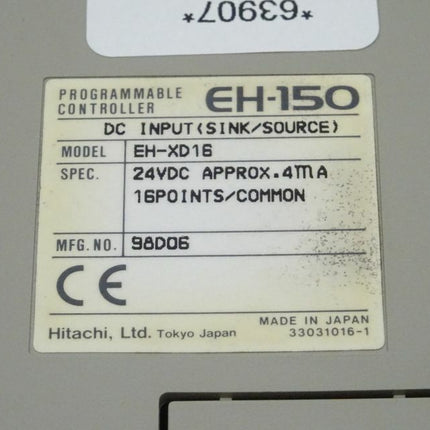 *63907*
PROGRAMMABLE CONTROLLER EH-150
DC INPUT(SINK/SOURCE)
MODEL EH-XD16
SPEC. 24VDC APPROX.4mA
16POINTS/COMMON
MFG.NO. 98D06
CE
MADE IN JAPAN
Hitachi, Ltd. Tokyo Japan 33031016-1